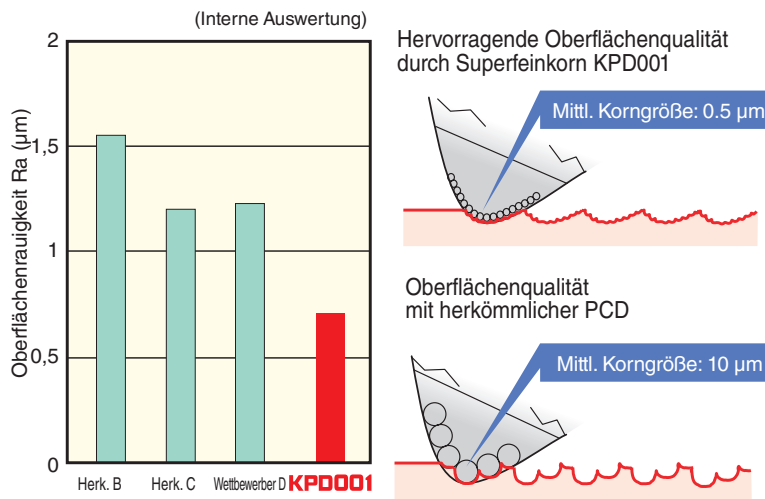 (Interne Auswertung)
Oberflächenrauigkeit Ra (µm)
2
1,5
1
0,5
0
Herk. B
Herk. C
Wettbewerber D
KPD001
Hervorragende Oberflächenqualität
durch Superfeinkorn KPD001
Mittl. Korngröße: 0.5 µm
Oberflächenqualität
mit herkömmlicher PCD
Mittl. Korngröße: 10 µm